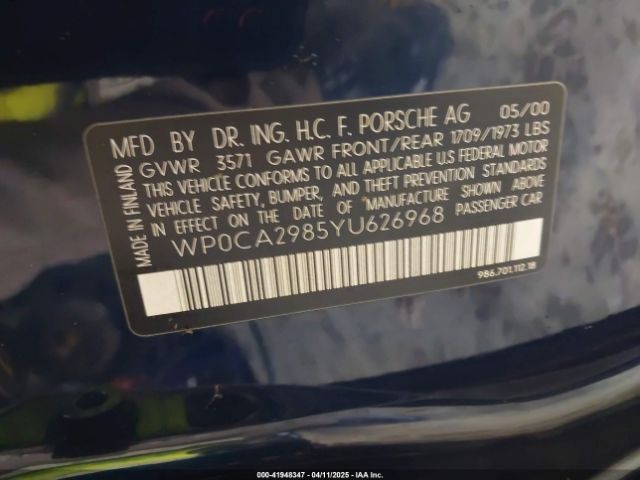 MFD BY DR. ING. H.C. F. PORSCHE AG 05/00
GVWR 3571 GAWR FRONT/REAR 1709/1973 LBS
THIS VEHICLE CONFORMS TO ALL APPLICABLE U.S FEDERAL MOTOR
VEHICLE SAFETY, BUMPER, AND THEFT PREVENTION STANDARDS
IN EFFECT ON THE DATE OF MANUFACTURE SHOWN ABOVE
WP0CA2985YU626968 PASSENGER CAR
MADE IN FINLAND
986.701.112.18
000-41948347 - 04/11/2025 - IAA Inc.